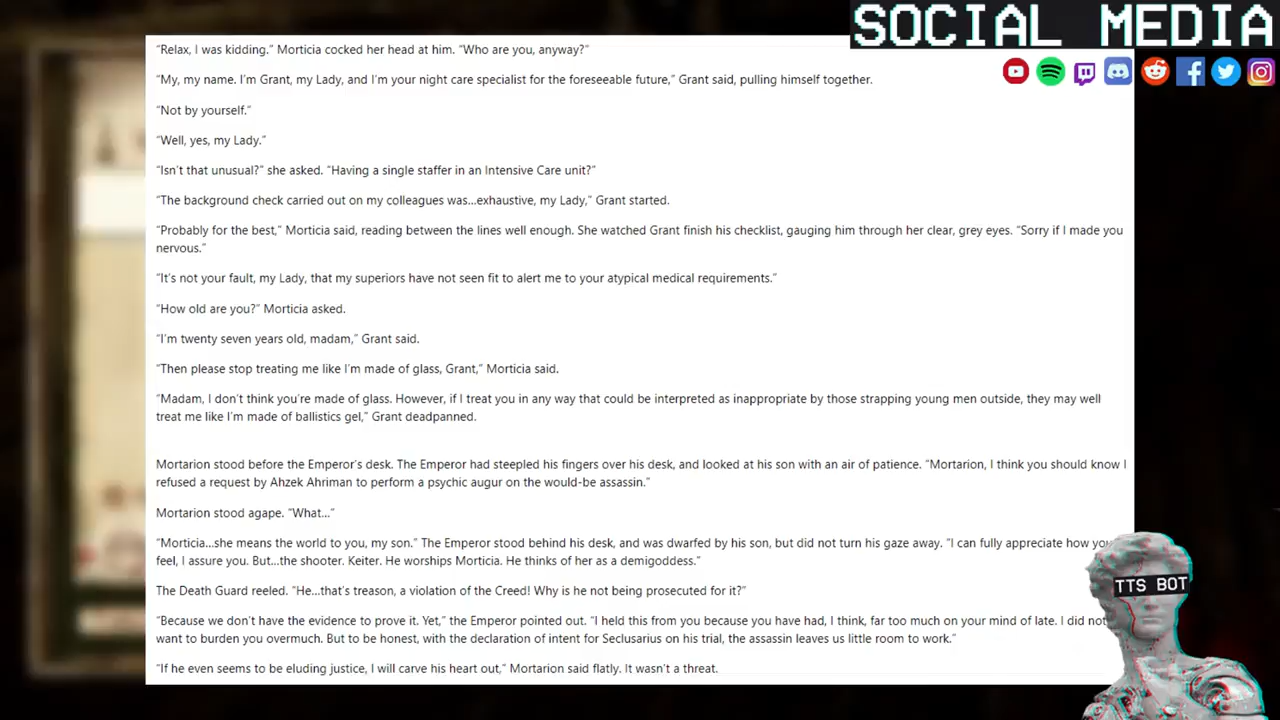 SOCIAL MEDIA
“Relax, I was kidding.” Morticia cocked her head at him. “Who are you, anyway?”
“My, my name. I’m Grant, my Lady, and I’m your night care specialist for the foreseeable future,” Grant said, pulling himself together.
“Not by yourself.”
“Well, yes, my Lady.”
“Isn’t that unusual?” she asked. “Having a single staffer in an Intensive Care unit?”
“The background check carried out on my colleagues was...exhaustive, my Lady,” Grant started.
“Probably for the best,” Morticia said, reading between the lines well enough. She watched Grant finish his checklist, gauging him through her clear, grey eyes. “Sorry if I made you
nervous.”
“It’s not your fault, my Lady, that my superiors have not seen fit to alert me to your atypical medical requirements.”
“How old are you?” Morticia asked.
“I’m twenty seven years old, madam,” Grant said.
“Then please stop treating me like I’m made of glass, Grant,” Morticia said.
“Madam, I don’t think you’re made of glass. However, if I treat you in any way that could be interpreted as inappropriate by those strapping young men outside, they may well
treat me like I’m made of ballistics gel,” Grant deadpanned.
Mortarion stood before the Emperor’s desk. The Emperor had steepled his fingers over his desk, and looked at his son with an air of patience. “Mortarion, I think you should know I
refused a request by Ahzek Ahriman to perform a psychic augur on the would-be assassin.”
Mortarion stood agape. “What...”
“Morticia...she means the world to you, my son.” The Emperor stood behind his desk, and was dwarfed by his son, but did not turn his gaze away. “I can fully appreciate how you
feel, I assure you. But...the shooter. Keiter. He worships Morticia. He thinks of her as a demigoddess.”
The Death Guard reeled. “He...that’s treason, a violation of the Creed! Why is he not being prosecuted for it?”
“Because we don’t have the evidence to prove it. Yet,” the Emperor pointed out. “I held this from you because you have had, I think, far too much on your mind of late. I did not
want to burden you overmuch. But to be honest, with the declaration of intent for Seclusarius on his trial, the assassin leaves us little room to work.”
“If he even seems to be eluding justice, I will carve his heart out,” Mortarion said flatly. It wasn’t a threat.
TTS BOT